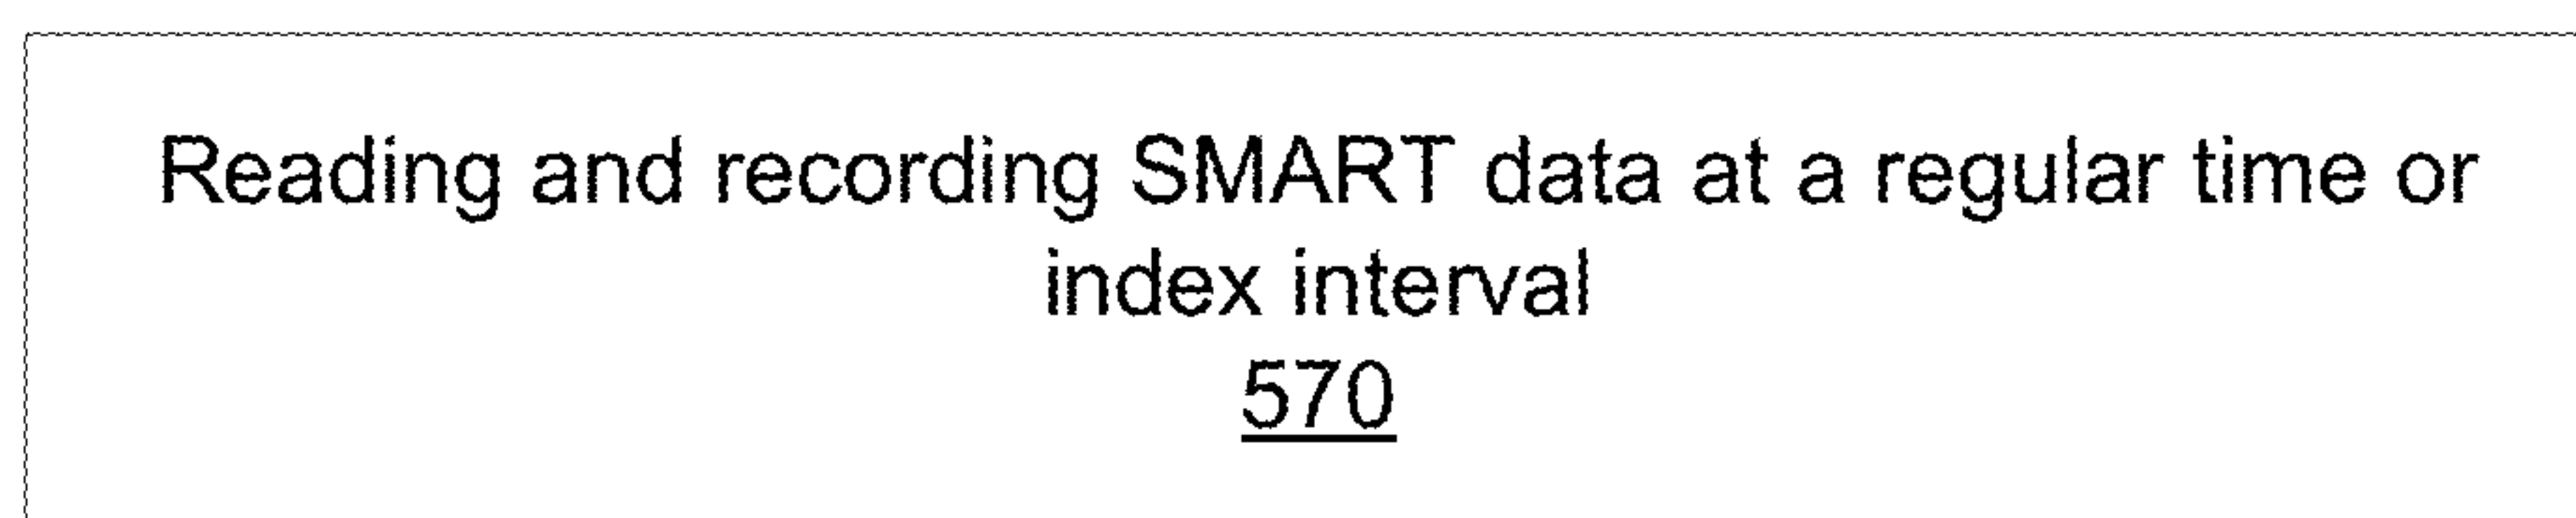 Reading and recording SMART data at a regular time or
index interval
570